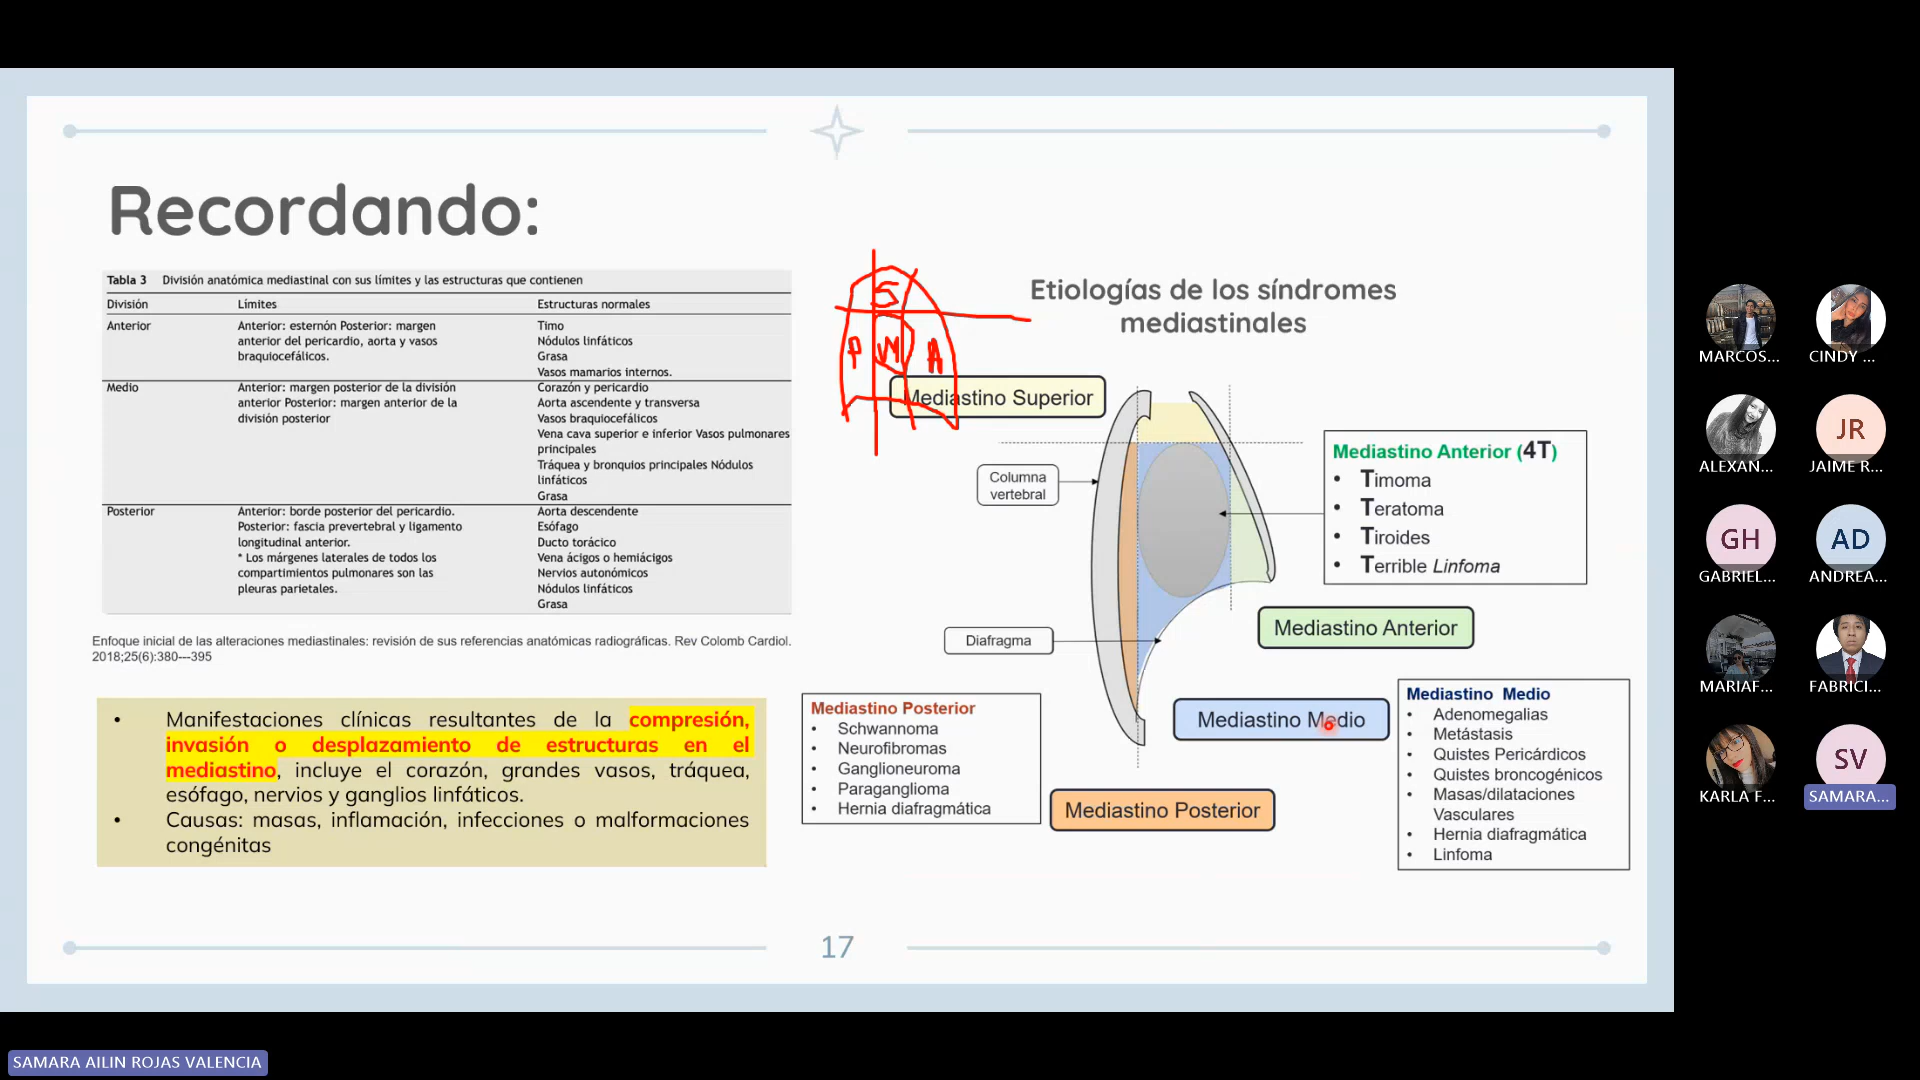 Recordando:
Tabla 3 División anatómica mediastinal con sus límites y las estructuras que contienen
División Límites Estructuras normales
Anterior Anterior: esternón Posterior: margen Timo
anterior del pericardio, aorta y vasos Nódulos linfáticos
braquiocefálicos. Grasa
Vasos mamarios internos.
Medio Anterior: margen posterior de la división Corazón y pericardio
anterior Posterior: margen anterior de la Aorta ascendente y transversa
división posterior Vasos braquiocefálicos
Vena cava superior e inferior Vasos pulmonares
principales
Tráquea y bronquios principales Nódulos
linfáticos
Grasa
Posterior Anterior: borde posterior del pericardio. Aorta descendente
Posterior: fascia prevertebral y ligamento Esófago
longitudinal anterior. Ducto torácico
* Los márgenes laterales de todos los Vena ácigos o hemiácigos
compartimientos pulmonares son las Nervios autonómicos
pleuras parietales. Nódulos linfáticos
Grasa
Enfoque inicial de las alteraciones mediastinales: revisión de sus referencias anatómicas radiográficas. Rev Colomb Cardiol.
2018;25(6):380---395
• Manifestaciones clínicas resultantes de la compresión,
invasión o desplazamiento de estructuras en el
mediastino, incluye el corazón, grandes vasos, tráquea,
esófago, nervios y ganglios linfáticos.
• Causas: masas, inflamación, infecciones o malformaciones
congénitas
S
P M A
Etiologías de los síndromes
mediastinales
Mediastino Superior
Columna
vertebral
Mediastino Anterior (4T)
• Timoma
• Teratoma
• Tiroides
• Terrible Linfoma
Mediastino Anterior
Diafragma
Mediastino Posterior
• Schwannoma
• Neurofibromas
• Ganglioneuroma
• Paraganglioma
• Hernia diafragmática
Mediastino Medio
Mediastino Posterior
Mediastino Medio
• Adenomegalias
• Metástasis
• Quistes Pericárdicos
• Quistes broncogénicos
• Masas/dilataciones
Vasculares
• Hernia diafragmática
• Linfoma
17
MARCOS... CINDY ...
ALEXAN... JR JAIME R...
GH GABRIEL... AD ANDREA...
MARIAF... FABRICI...
KARLA F... SV SAMARA...
SAMARA AILIN ROJAS VALENCIA